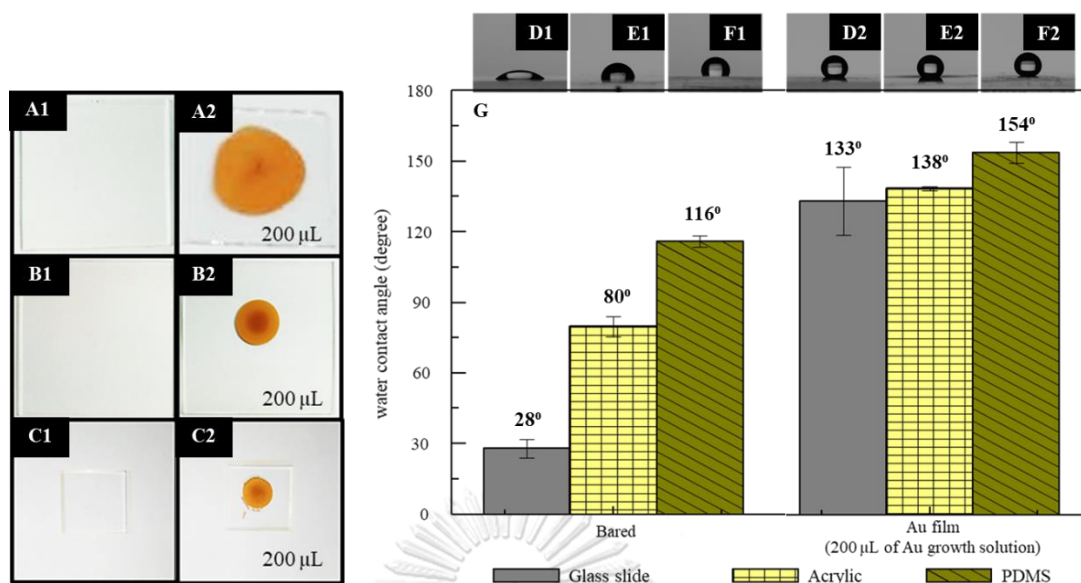 D1 E1 F1 D2 E2 F2
A1 A2
200 µL
B1 B2
200 µL
C1 C2
200 µL
G
water contact angle (degree)
180
150
120
90
60
30
0
28⁰
80⁰
116⁰
133⁰
138⁰
154⁰
Bared
Au film
(200 µL of Au growth solution)
Glass slide Acrylic PDMS